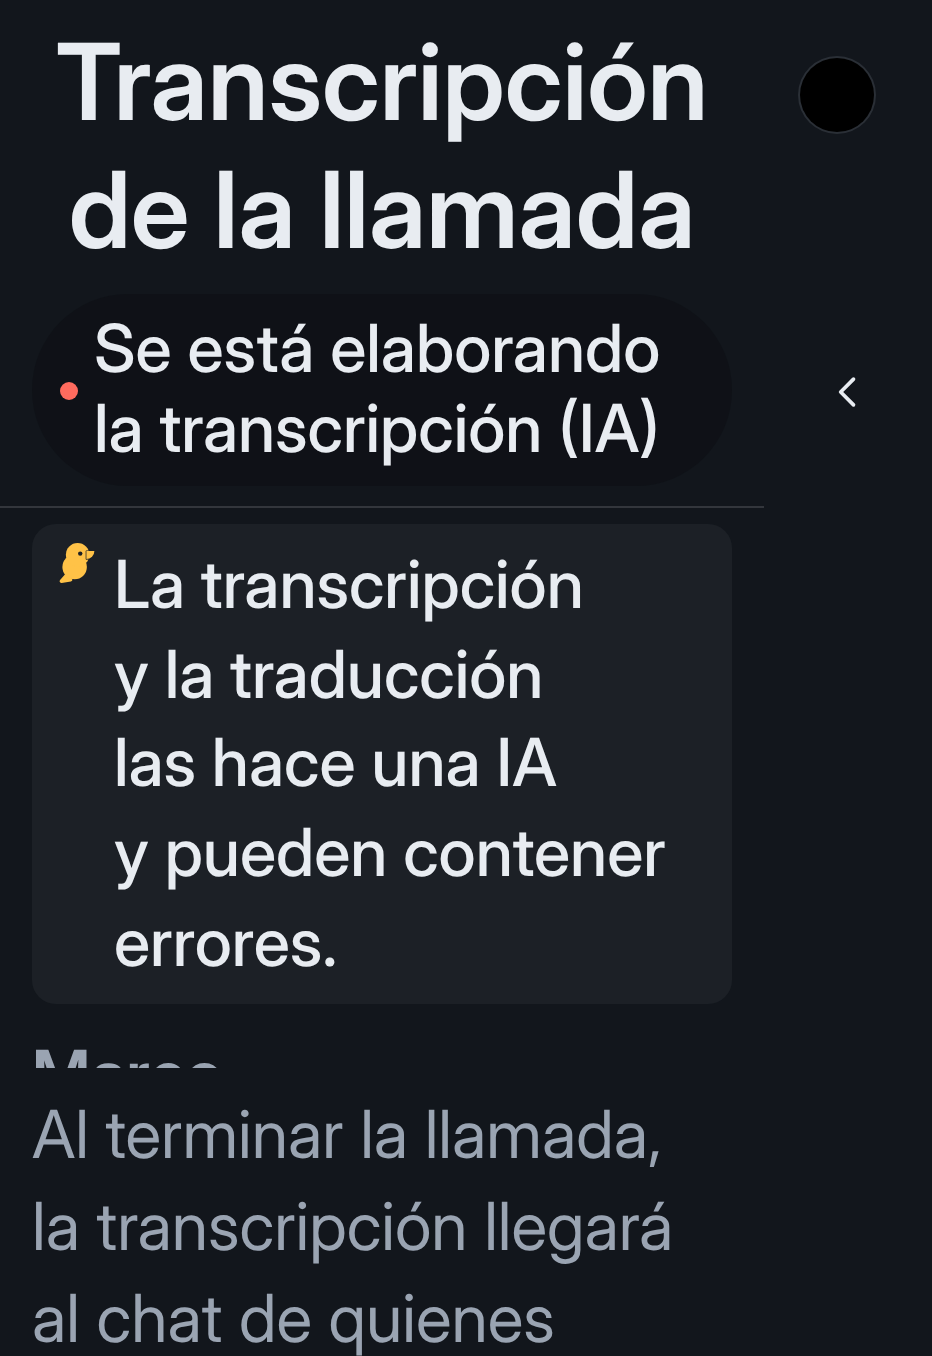 Transcripción
de la llamada
Se está elaborando
la transcripción (IA)
La transcripción
y la traducción
las hace una IA
y pueden contener
errores.
Al terminar la llamada,
la transcripción llegará
al chat de quienes